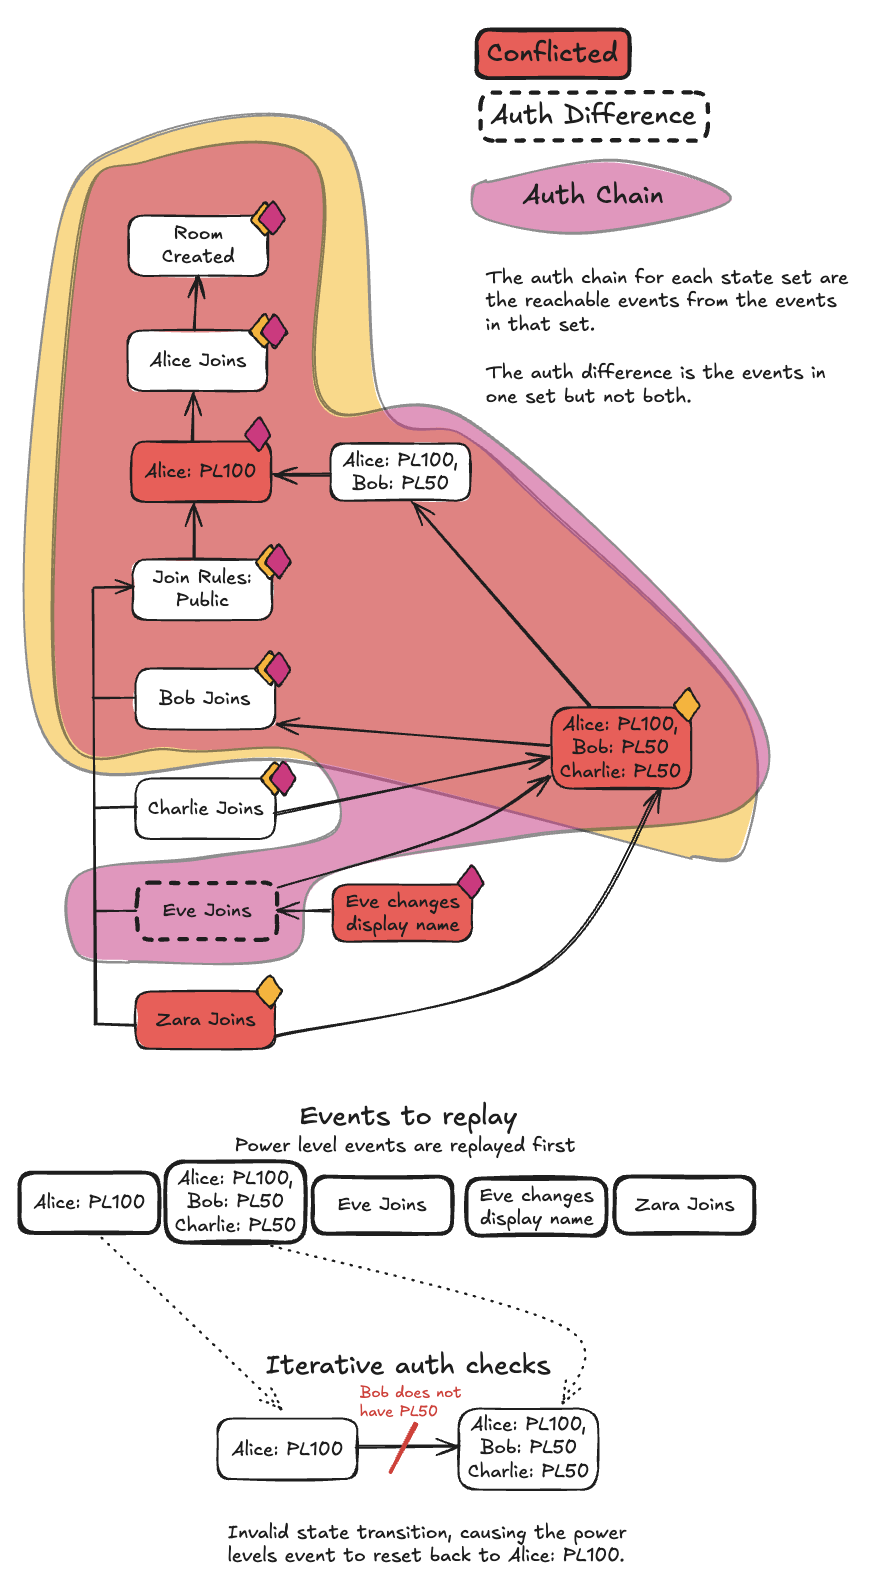 Conflicted
Auth Difference
Auth Chain
The auth chain for each state set are
the reachable events from the events
in that set.
The auth difference is the events in
one set but not both.
Room
Created
Alice Joins
Alice: PL100
Alice: PL100,
Bob: PL50
Join Rules:
Public
Bob Joins
Alice: PL100,
Bob: PL50
Charlie: PL50
Charlie Joins
Eve Joins
Eve changes
display name
Zara Joins
Events to replay
Power level events are replayed first
Alice: PL100
Alice: PL100,
Bob: PL50
Charlie: PL50
Eve Joins
Eve changes
display name
Zara Joins
Iterative auth checks
Bob does not
have PL50
Alice: PL100
Alice: PL100,
Bob: PL50
Charlie: PL50
Invalid state transition, causing the power
levels event to reset back to Alice: PL100.